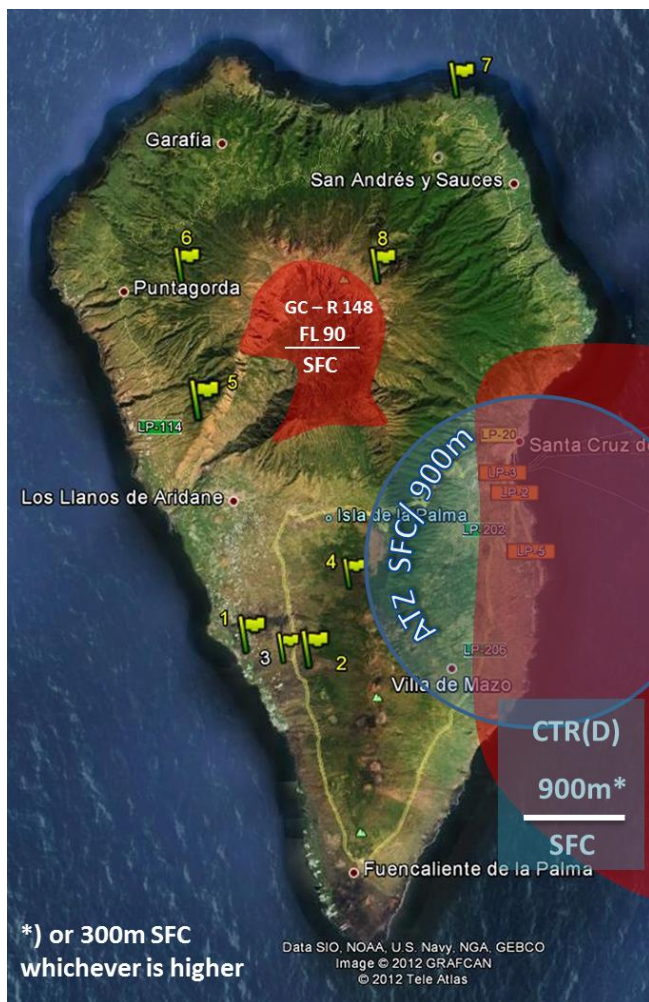 7
Garafía
San Andrés y Sauces
6
8
Puntagorda
GC – R 148
FL 90
SFC
5
LP-114
LP-20
Santa Cruz de
LP-3
LP-2
Los Llanos de Aridane
Isla de la Palma
ATZ SFC/900m
LP-202
LP-5
4
1
3
2
LP-206
Villa de Mazo
CTR(D)
900m*
SFC
Fuencaliente de la Palma
*) or 300m SFC
whichever is higher
Data SIO, NOAA, U.S. Navy, NGA, GEBCO
Image © 2012 GRAFCAN
© 2012 Tele Atlas